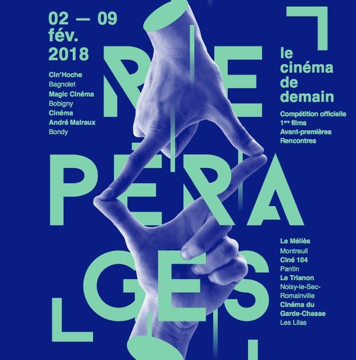 02 — 09
fév.
2018
Cin'Hoche
Bagnolet
Magic Cinéma
Bobigny
Cinéma
André Malraux
Bondy
RE
PÉRA
GES
le
cinéma
de
demain
Compétition officielle
1ers films
Avant-premières
Rencontres
Le Méliès
Montreuil
Ciné 104
Pantin
Le Trianon
Noisy-le-Sec-
Romainville
Cinéma du
Garde-Chasse
Les Lilas